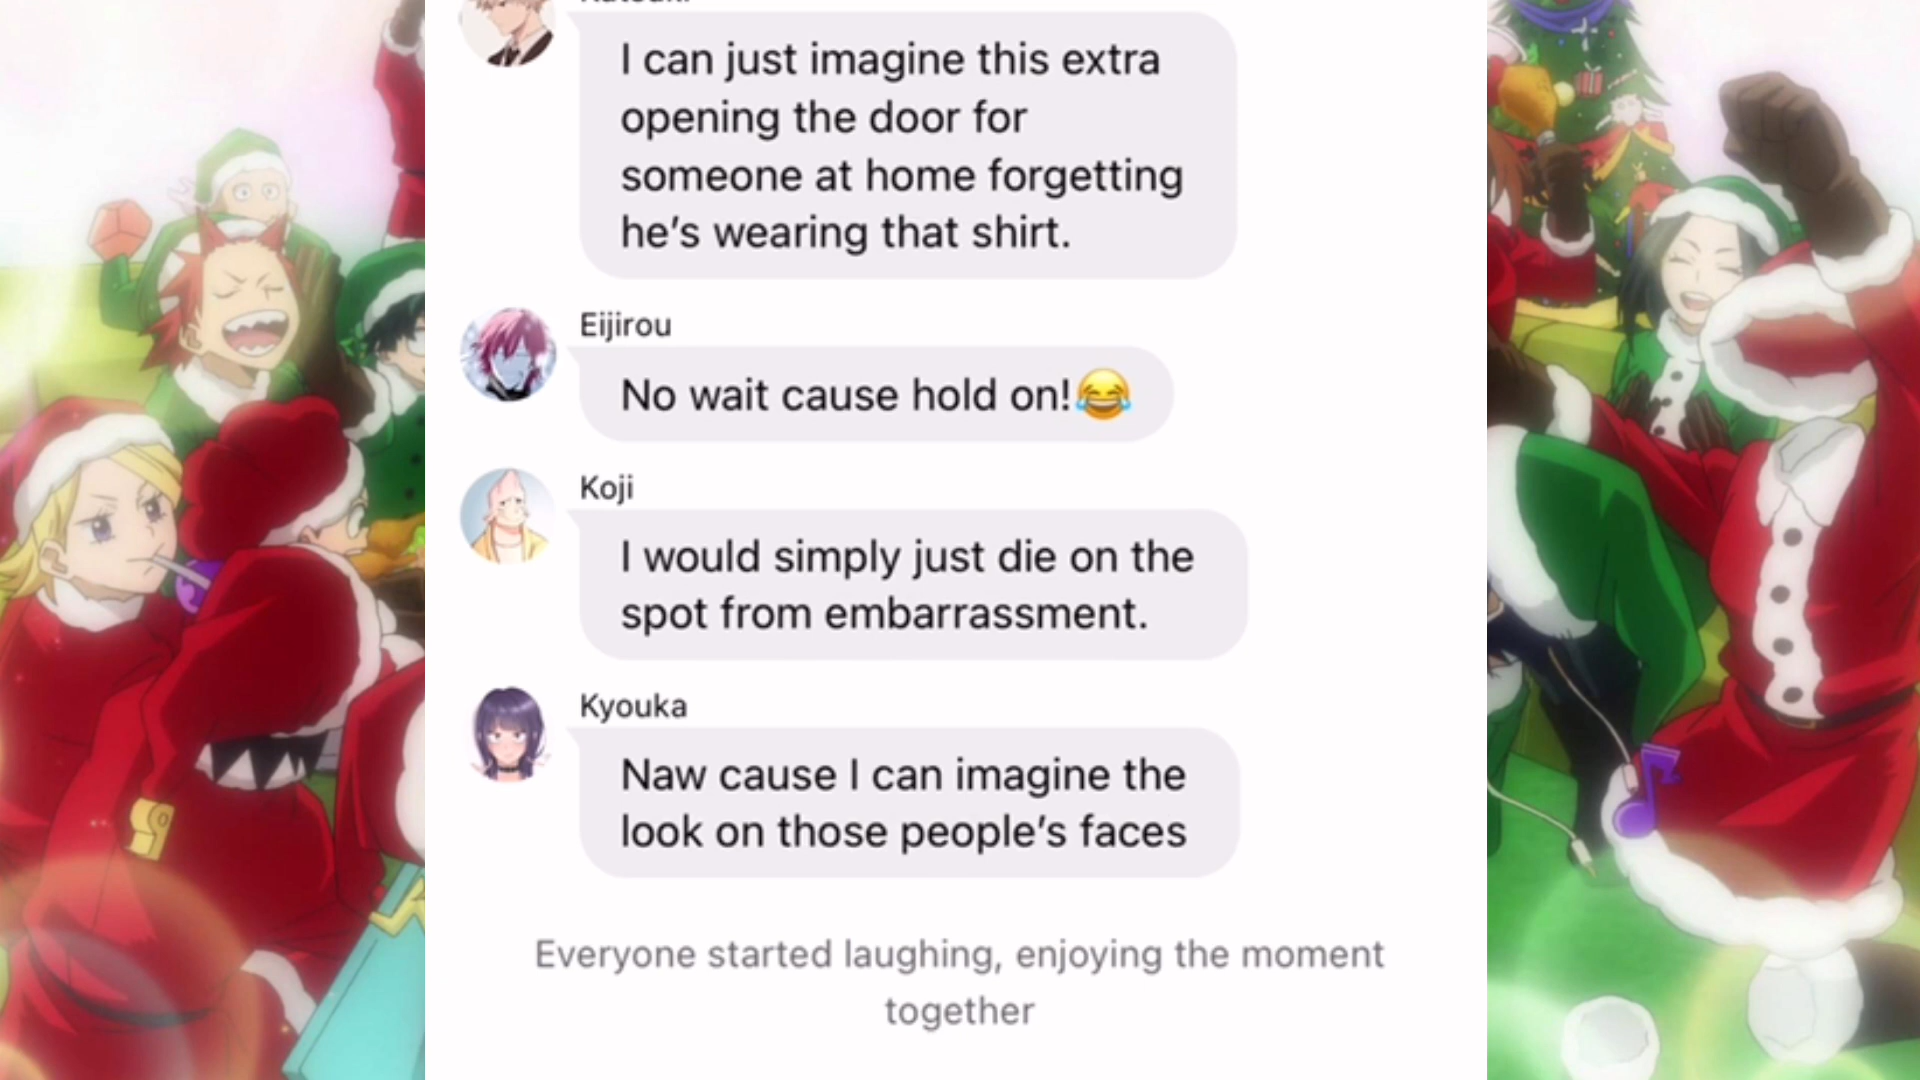 I can just imagine this extra
opening the door for
someone at home forgetting
he’s wearing that shirt.
Eijirou
No wait cause hold on!😂
Koji
I would simply just die on the
spot from embarrassment.
Kyouka
Naw cause I can imagine the
look on those people’s faces
Everyone started laughing, enjoying the moment
together